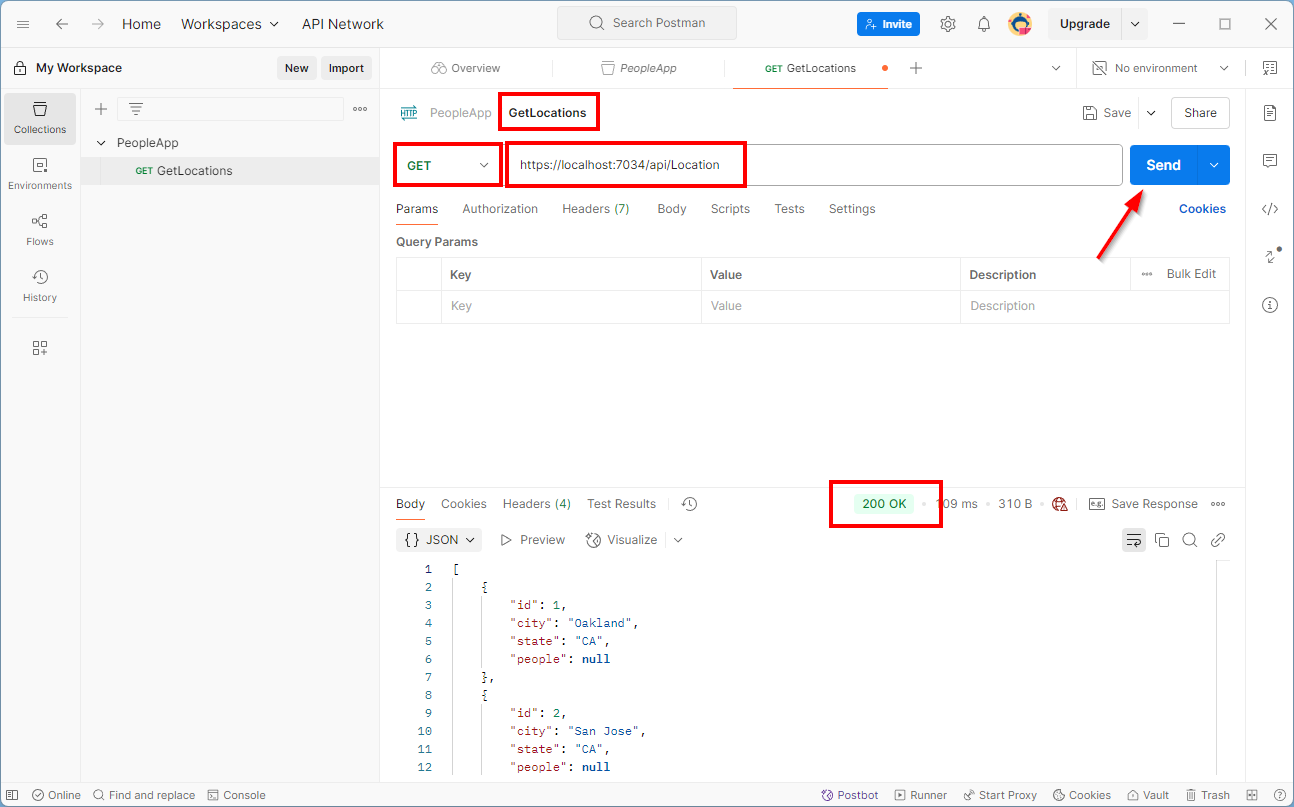 Home Workspaces API Network Search Postman Invite Upgrade
My Workspace New Import Overview PeopleApp GET GetLocations No environment
Collections
Environments
Flows
History
PeopleApp
GET GetLocations
HTTP PeopleApp GetLocations Save Share
GET https://localhost:7034/api/Location Send
Params Authorization Headers (7) Body Scripts Tests Settings Cookies
Query Params
Key Value Description Bulk Edit
Key Value Description
Body Cookies Headers (4) Test Results 200 OK 109 ms 310 B e.g. Save Response
{} JSON Preview Visualize
1 [
2 {
3 "id": 1,
4 "city": "Oakland",
5 "state": "CA",
6 "people": null
7 },
8 {
9 "id": 2,
10 "city": "San Jose",
11 "state": "CA",
12 "people": null
Online Find and replace Console Postbot Runner Start Proxy Cookies Vault Trash